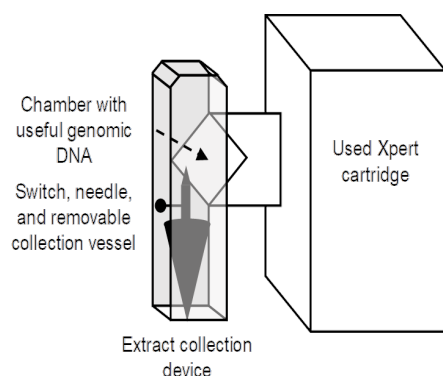 Chamber with
useful genomic
DNA
Switch, needle,
and removable
collection vessel
Used Xpert
cartridge
Extract collection
device